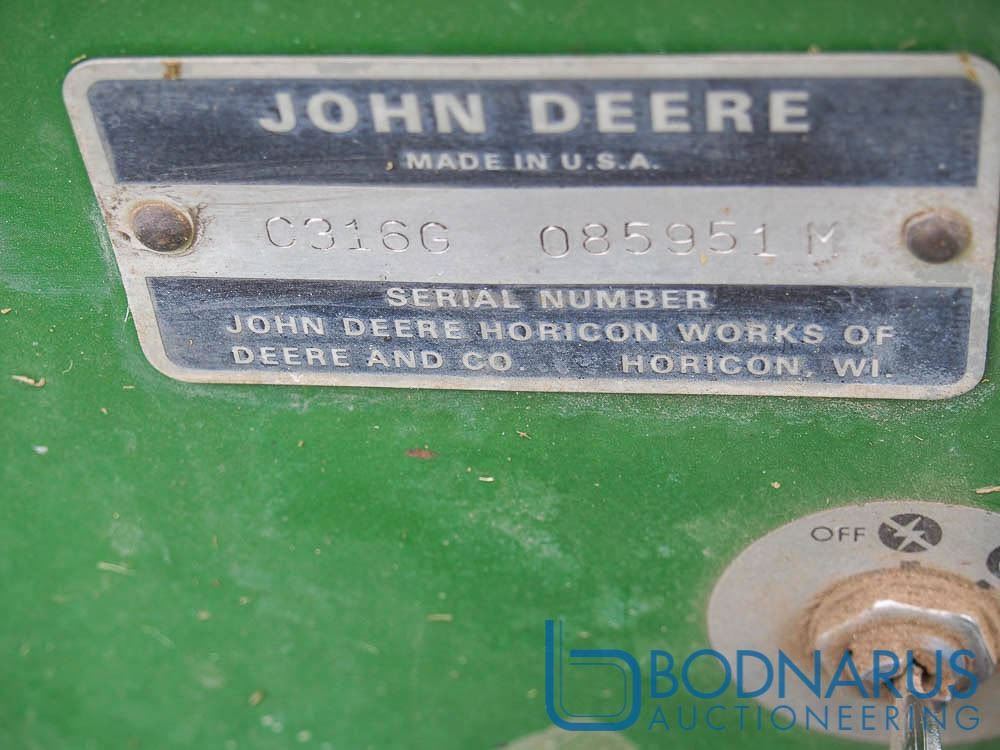 JOHN DEERE
MADE IN U.S.A.
C316G 085951 M
SERIAL NUMBER
JOHN DEERE HORICON WORKS OF
DEERE AND CO HORICON, WI.
OFF
BODNARUS
AUCTIONEERING